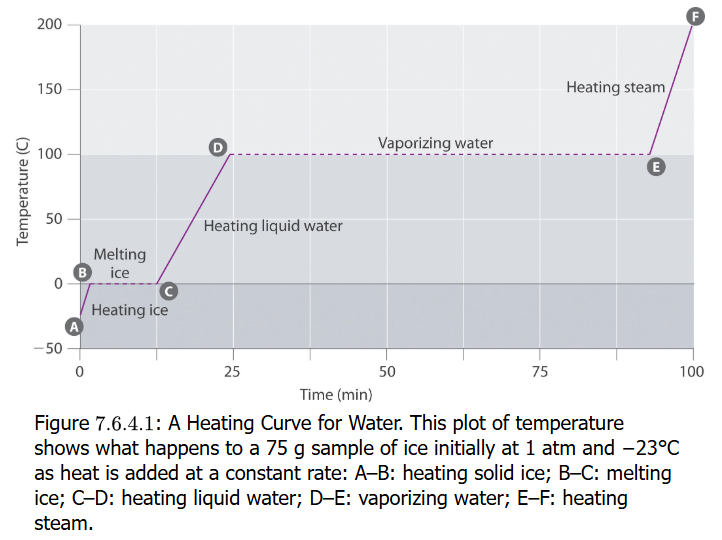 200
F
150
Heating steam
Temperature (C)
D
Vaporizing water
100
E
50
Heating liquid water
Melting
B
ice
0
C
Heating ice
A
−50
0
25
50
75
100
Time (min)
Figure 7.6.4.1: A Heating Curve for Water. This plot of temperature
shows what happens to a 75 g sample of ice initially at 1 atm and −23°C
as heat is added at a constant rate: A–B: heating solid ice; B–C: melting
ice; C–D: heating liquid water; D–E: vaporizing water; E–F: heating
steam.